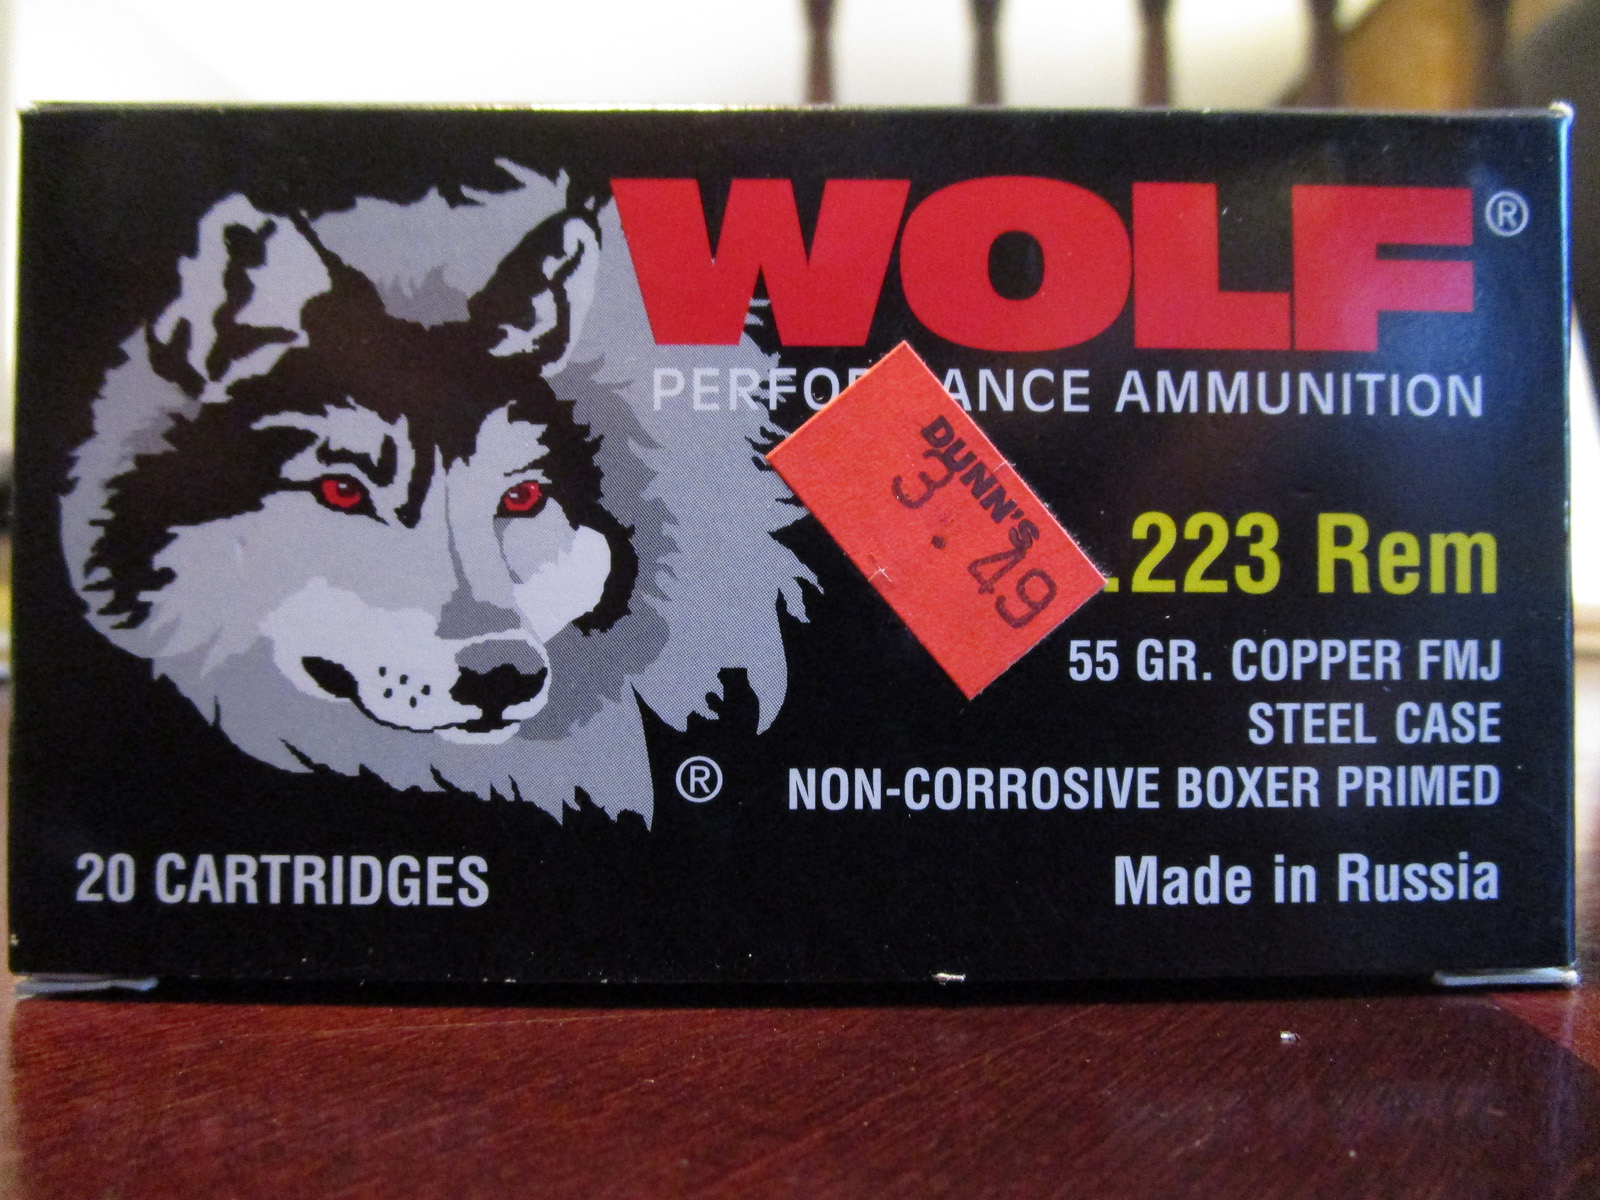 WOLF®
PERFO ANCE AMMUNITION
DUNN'S
3.49
.223 Rem
55 GR. COPPER FMJ
STEEL CASE
®
NON-CORROSIVE BOXER PRIMED
20 CARTRIDGES
Made in Russia